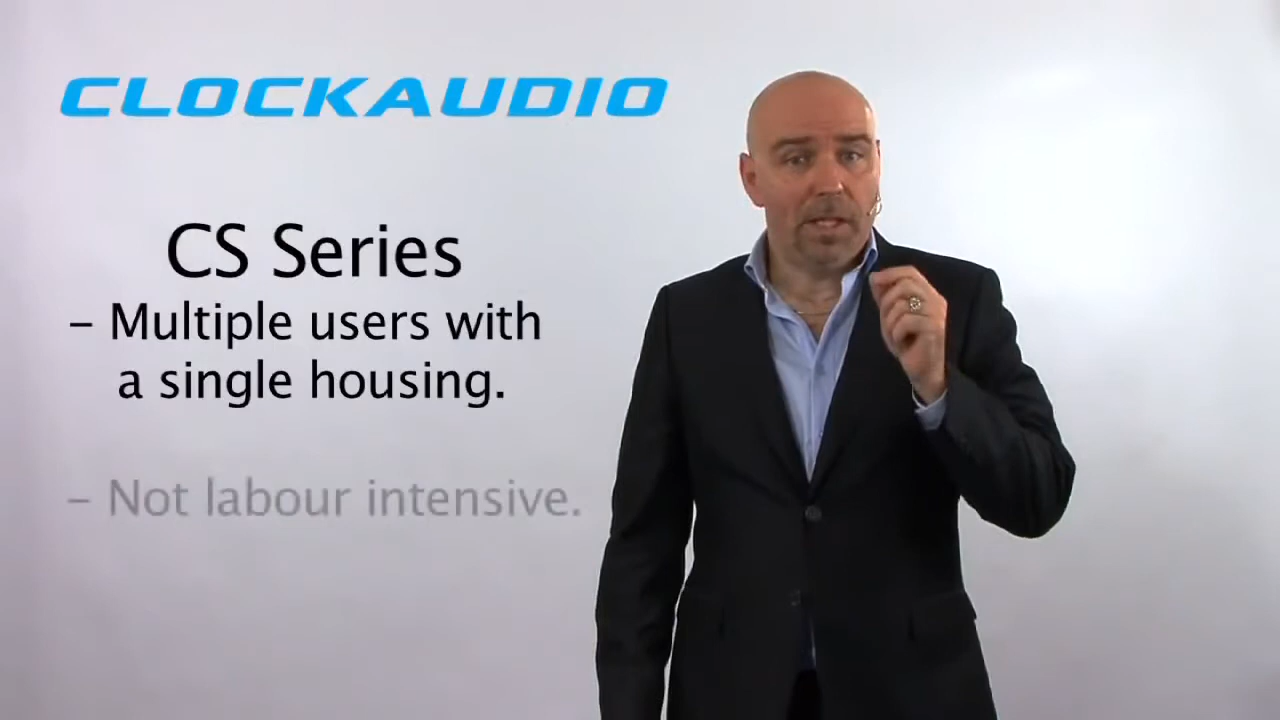 CLOCKAUDIO
CS Series
– Multiple users with
a single housing.
– Not labour intensive.